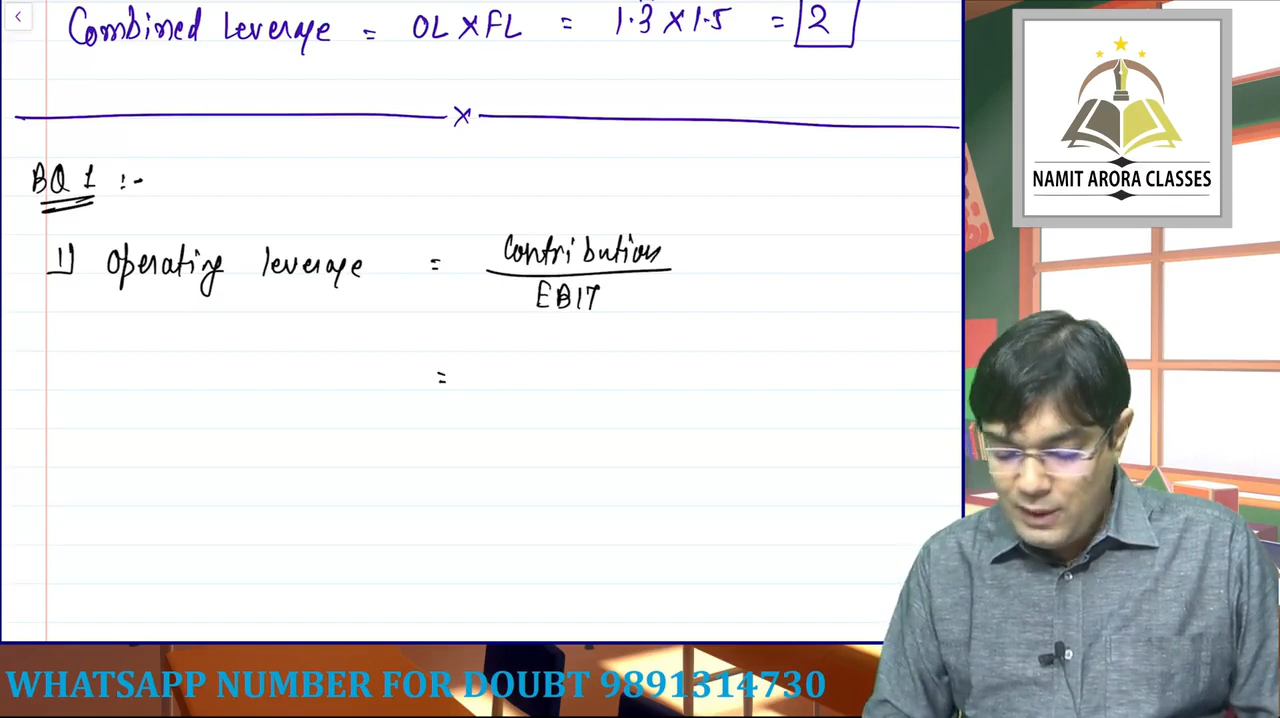 Combined leverage = OL X FL = 1.3 X 1.5 = 2
X
BQ 1 :-
1) Operating leverage = Contribution
EBIT
=
NAMIT ARORA CLASSES
WHATSAPP NUMBER FOR DOUBT 9891314730